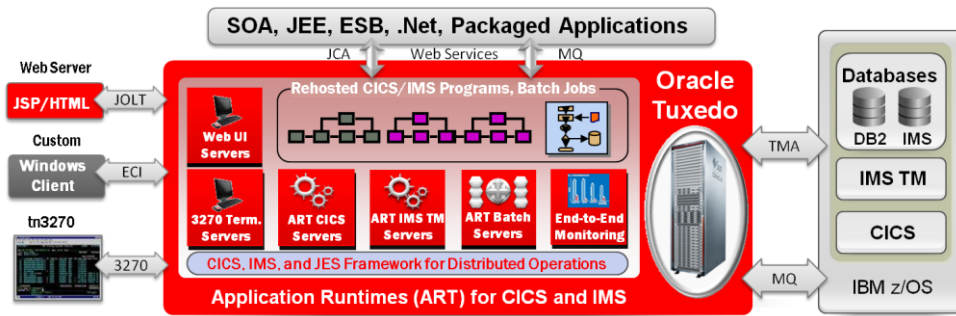 SOA, JEE, ESB, .Net, Packaged Applications
JCA
Web Services
MQ
Web Server
JSP/HTML
JOLT
Custom
Windows
Client
ECI
tn3270
3270
Rehosted CICS/IMS Programs, Batch Jobs
Web UI
Servers
3270 Term.
Servers
ART CICS
Servers
ART IMS TM
Servers
ART Batch
Servers
End-to-End
Monitoring
CICS, IMS, and JES Framework for Distributed Operations
Application Runtimes (ART) for CICS and IMS
Oracle
Tuxedo
TMA
MQ
Databases
DB2
IMS
IMS TM
CICS
IBM z/OS